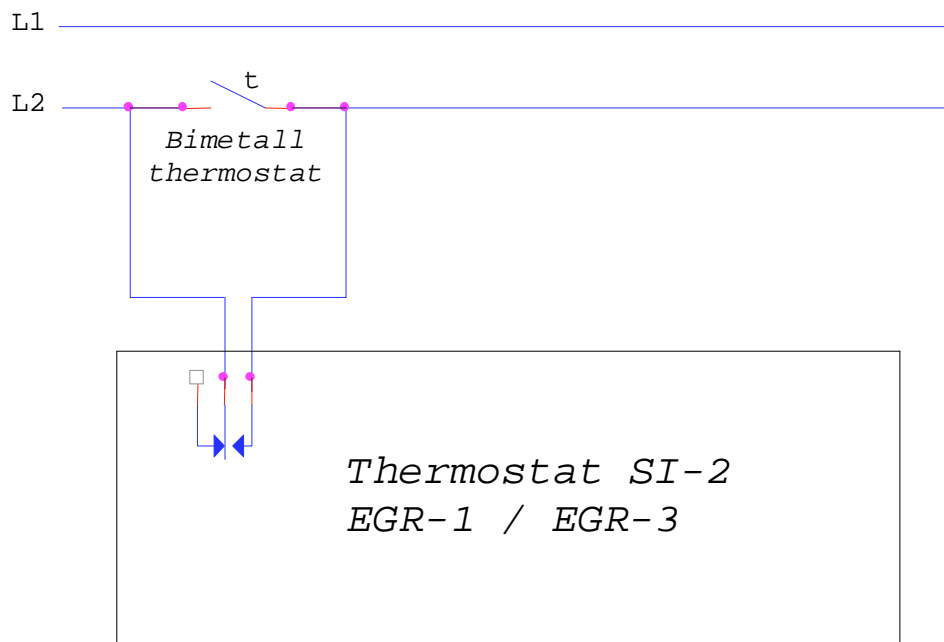 L1
t
L2
Bimetall
thermostat
Thermostat SI-2
EGR-1 / EGR-3